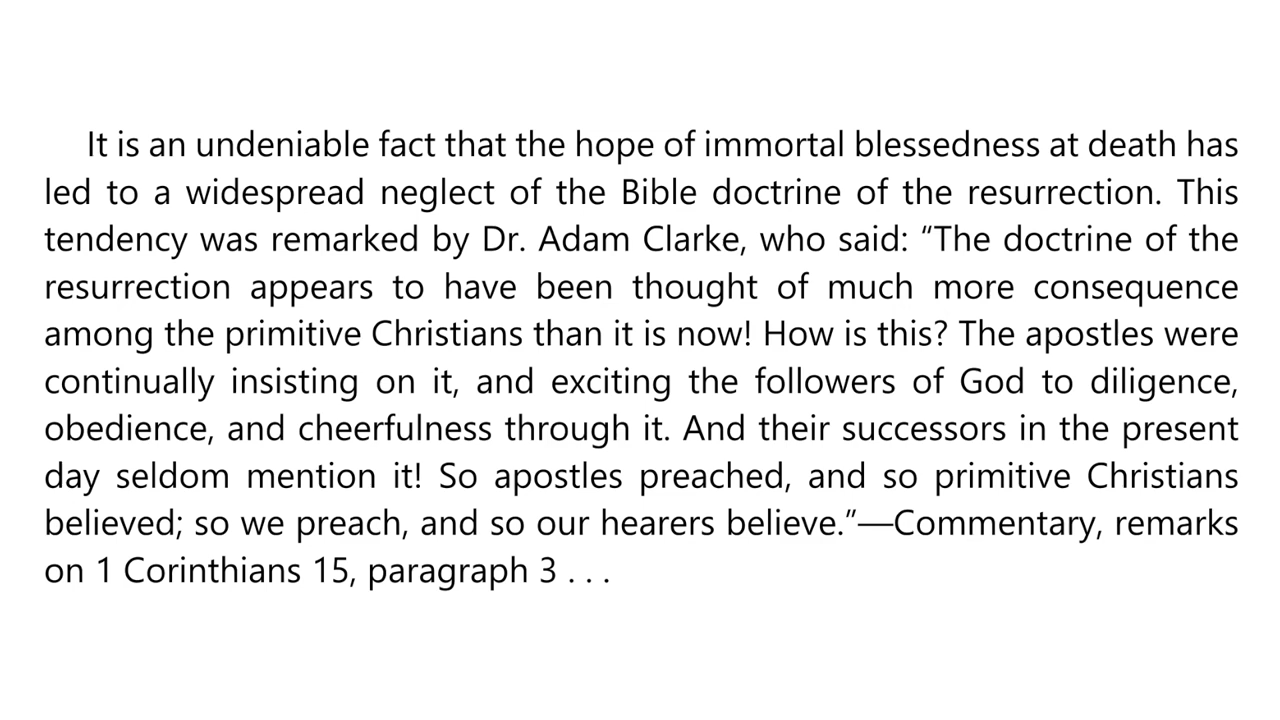 It is an undeniable fact that the hope of immortal blessedness at death has
led to a widespread neglect of the Bible doctrine of the resurrection. This
tendency was remarked by Dr. Adam Clarke, who said: “The doctrine of the
resurrection appears to have been thought of much more consequence
among the primitive Christians than it is now! How is this? The apostles were
continually insisting on it, and exciting the followers of God to diligence,
obedience, and cheerfulness through it. And their successors in the present
day seldom mention it! So apostles preached, and so primitive Christians
believed; so we preach, and so our hearers believe.”—Commentary, remarks
on 1 Corinthians 15, paragraph 3 . . .